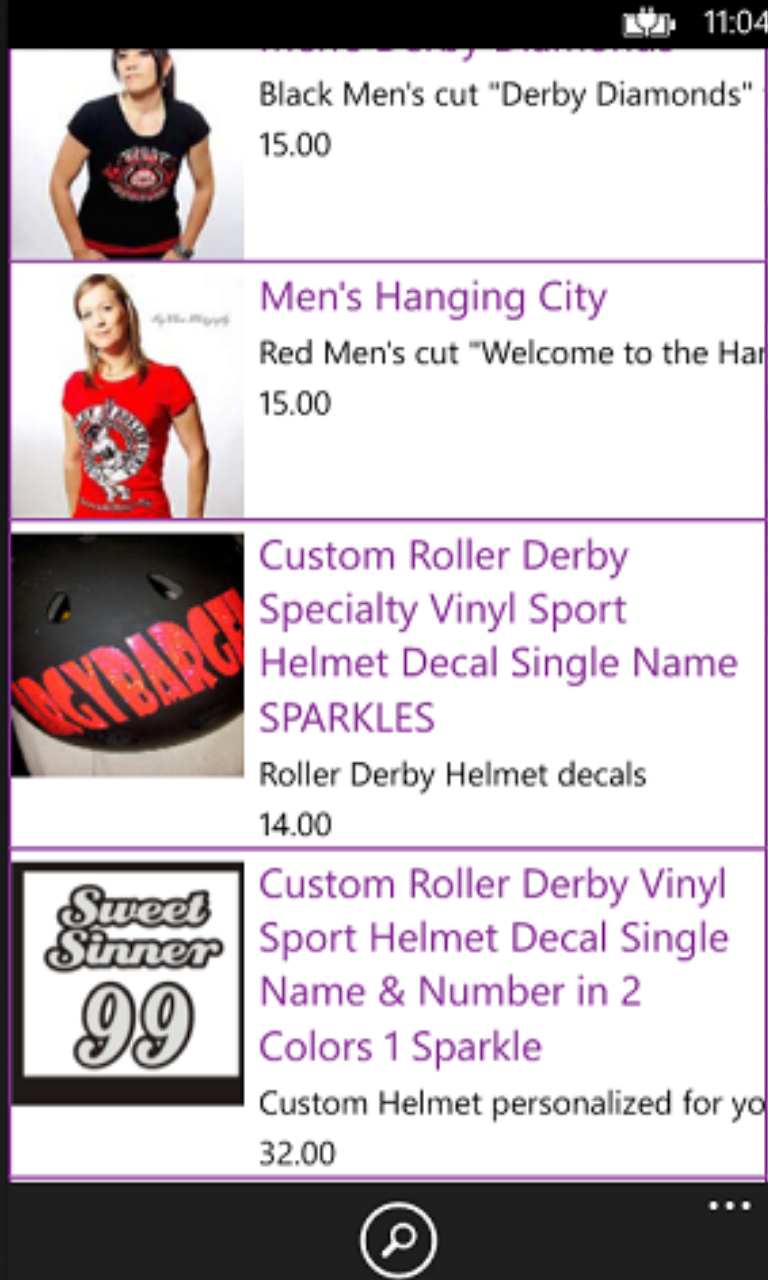 11:04
Men's Derby Diamonds
Black Men's cut "Derby Diamonds"
15.00
Men's Hanging City
Red Men's cut "Welcome to the Har
15.00
Custom Roller Derby
Specialty Vinyl Sport
Helmet Decal Single Name
SPARKLES
Roller Derby Helmet decals
14.00
Sweet
Sinner
99
Custom Roller Derby Vinyl
Sport Helmet Decal Single
Name & Number in 2
Colors 1 Sparkle
Custom Helmet personalized for yo
32.00